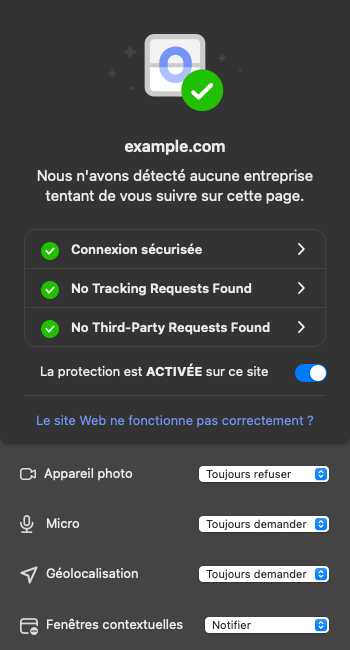 0
example.com
Nous n'avons détecté aucune entreprise
tentant de vous suivre sur cette page.
Connexion sécurisée
No Tracking Requests Found
No Third-Party Requests Found
La protection est ACTIVÉE sur ce site
Le site Web ne fonctionne pas correctement ?
Appareil photo Toujours refuser
Micro Toujours demander
Géolocalisation Toujours demander
Fenêtres contextuelles Notifier